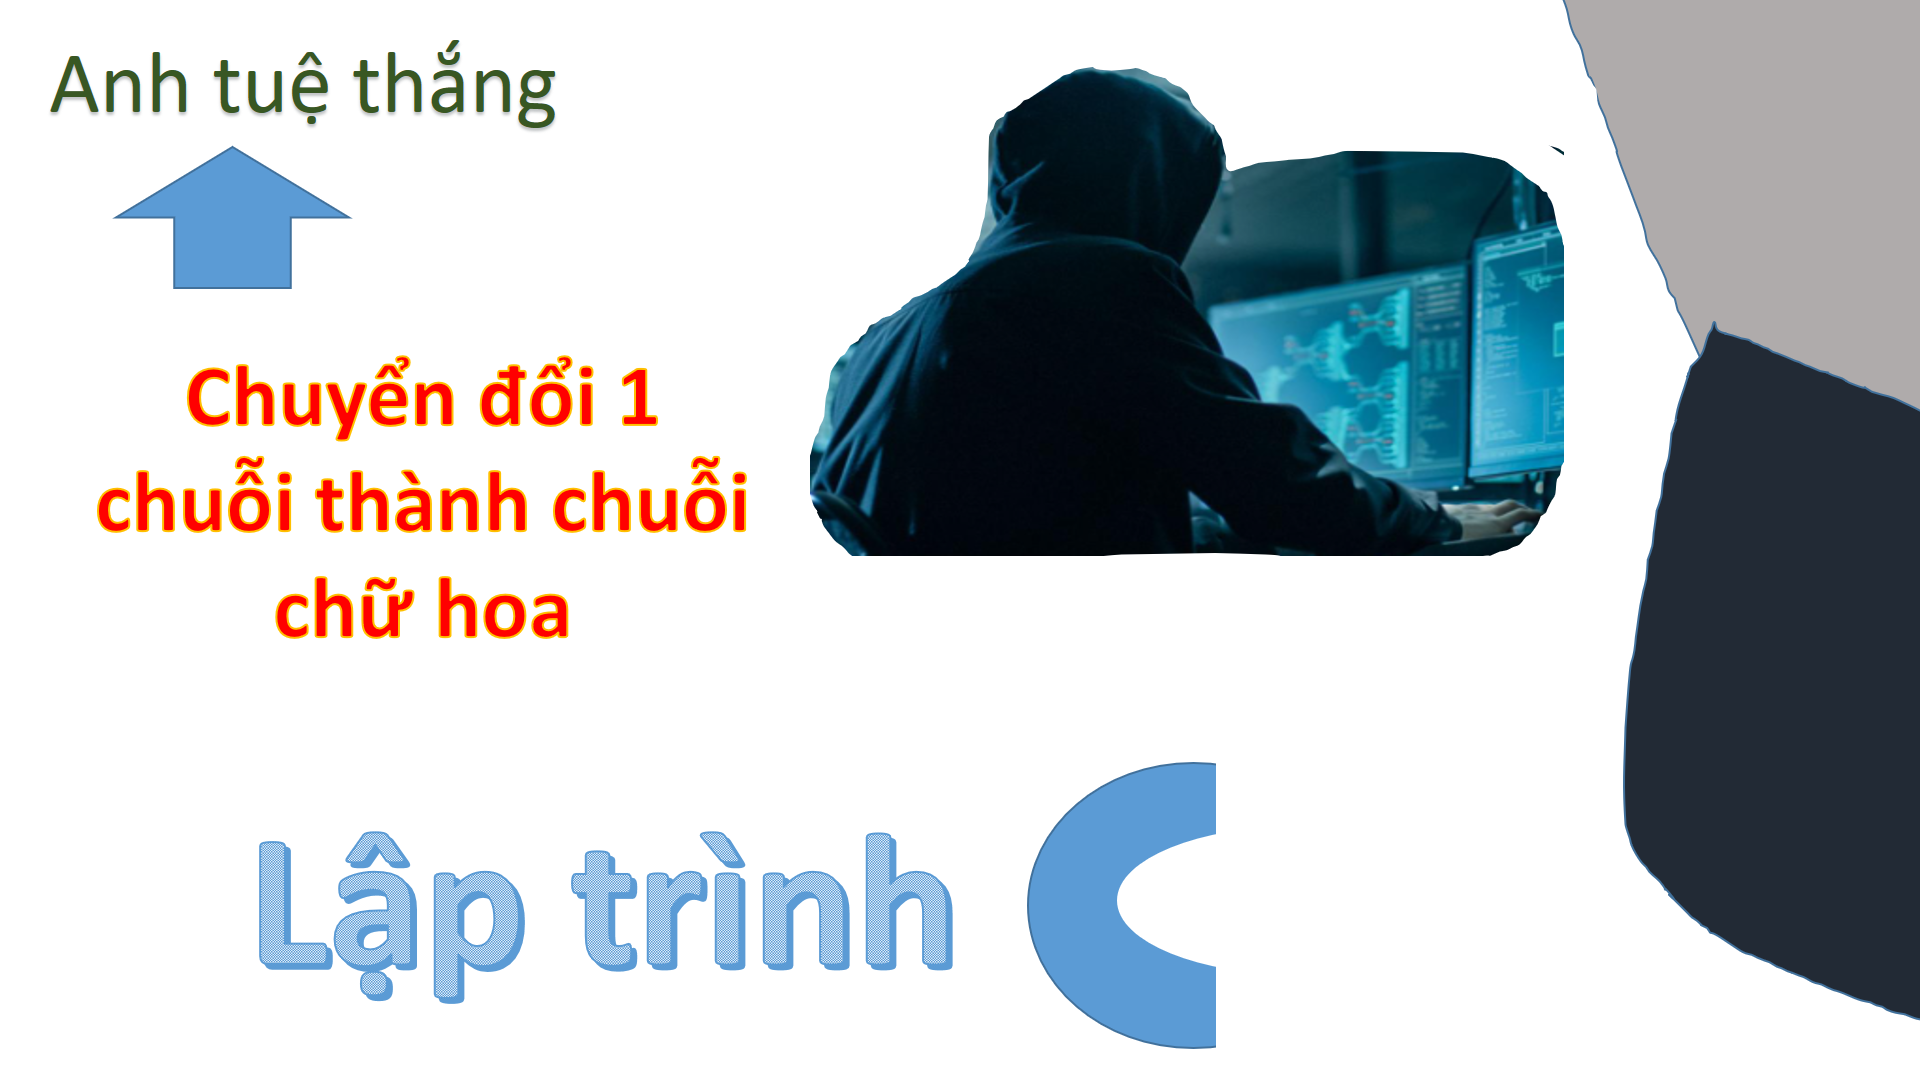 Anh tuệ thắng
Chuyển đổi 1
chuỗi thành chuỗi
chữ hoa
Lập trình C